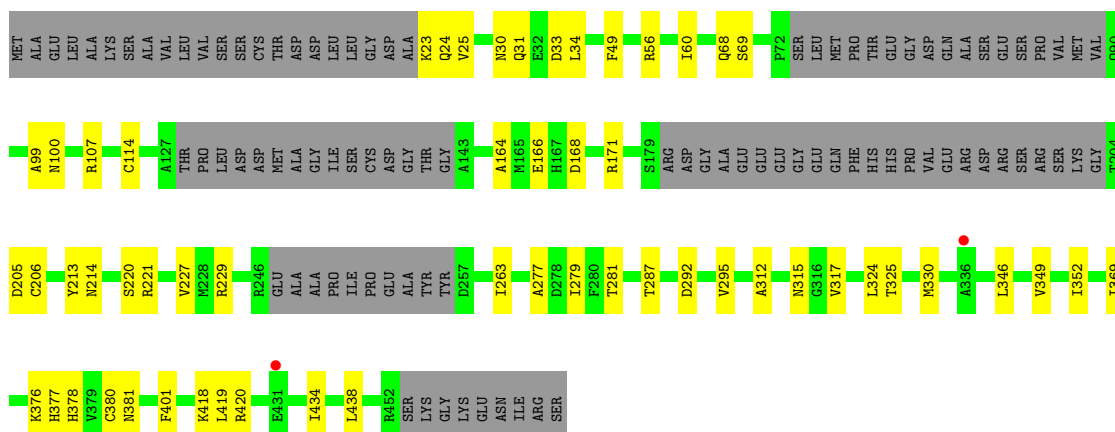 MET ALA GLU LEU ALA LYS SER ALA VAL LEU VAL SER SER CYS THR ASP ASP LEU LEU GLY ASP ALA K23 Q24 V25 N30 Q31 E32 D33 L34 F49 R56 I60 Q68 S69 P72 SER LEU MET PRO THR GLU GLY ASP GLN ALA SER GLU SER PRO VAL MET VAL
A99 N100 R107 C114 A127 THR PRO LEU ASP ASP MET ALA GLY ILE SER CYS ASP GLY THR GLY A143 A164 M165 E166 H167 D168 R171 S179 ARG ASP GLY ALA GLU GLU GLU GLY GLU GLN PHE HIS HIS PRO VAL GLU ARG ASP ARG SER ARG SER LYS GLY T204
D205 C206 Y213 N214 S220 R221 V227 M228 R229 R246 GLU ALA ALA PRO ILE PRO GLU ALA TYR TYR D257 I263 A277 D278 I279 F280 T281 T287 D292 V295 A312 N315 G316 V317 L324 T325 M330 A336 L346 V349 I352 I369
K376 H377 H378 V379 C380 N381 F401 K418 L419 R420 E431 I434 L438 R452 SER LYS GLY LYS GLU ASN ILE ARG SER